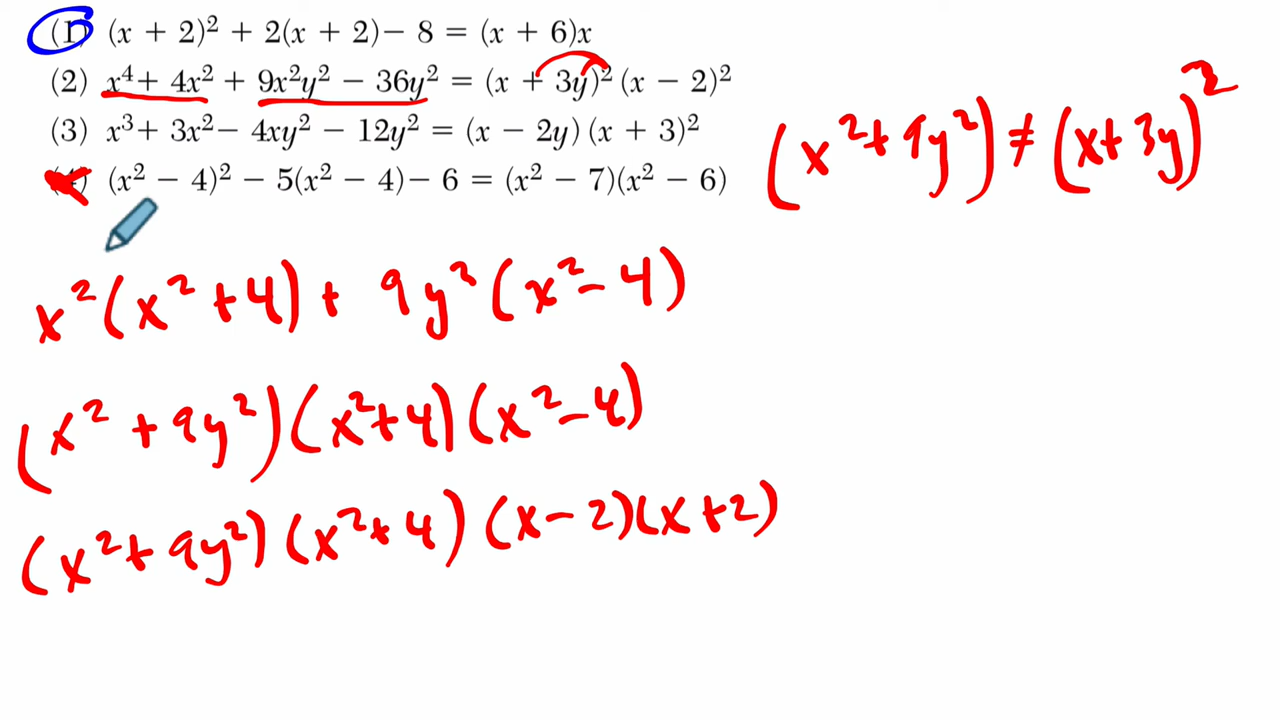 (1) (x + 2)² + 2(x + 2) − 8 = (x + 6)x
(2) x⁴ + 4x² + 9x²y² − 36y² = (x + 3y)² (x − 2)²
(3) x³ + 3x² − 4xy² − 12y² = (x − 2y) (x + 3)²
(4) (x² − 4)² − 5(x² − 4) − 6 = (x² − 7)(x² − 6)
(x² + 9y²) ≠ (x + 3y)²
x² (x² + 4) + 9y² (x² − 4)
(x² + 9y²) (x² + 4) (x² − 4)
(x² + 9y²) (x² + 4) (x − 2) (x + 2)